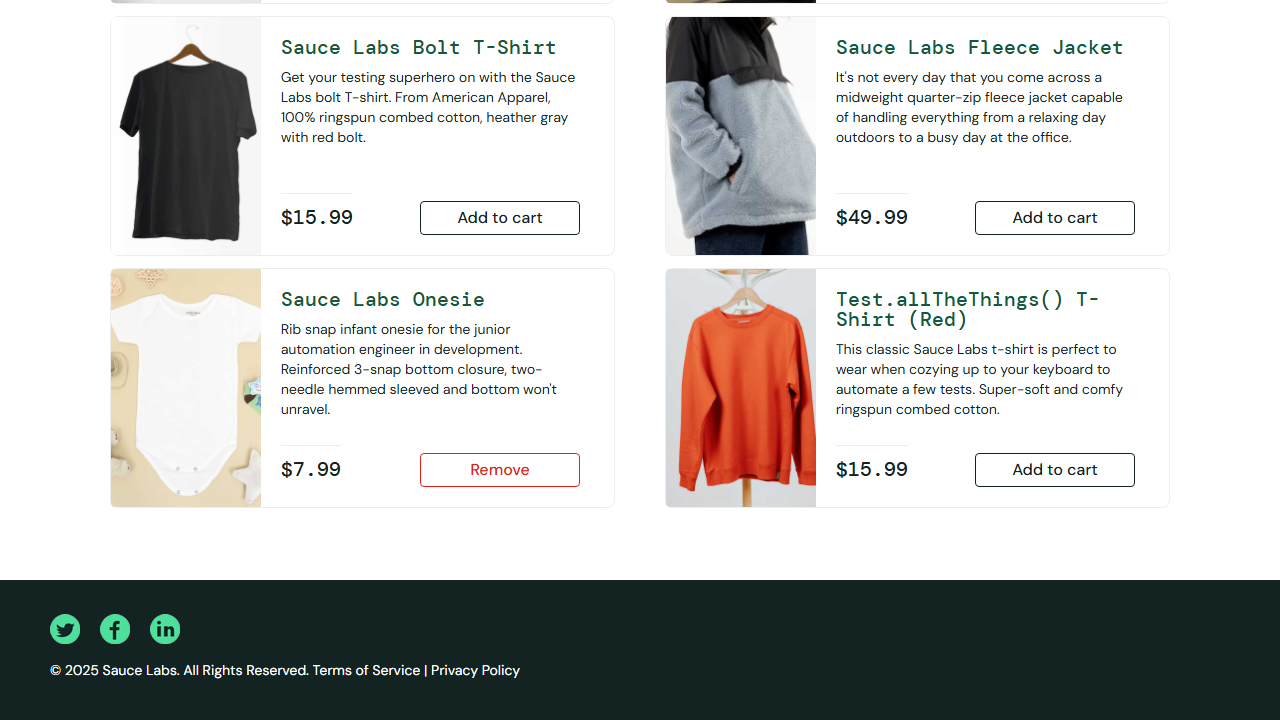 Sauce Labs Bolt T-Shirt
Get your testing superhero on with the Sauce
Labs bolt T-shirt. From American Apparel,
100% ringspun combed cotton, heather gray
with red bolt.
$15.99
Add to cart
Sauce Labs Fleece Jacket
It's not every day that you come across a
midweight quarter-zip fleece jacket capable
of handling everything from a relaxing day
outdoors to a busy day at the office.
$49.99
Add to cart
Sauce Labs Onesie
Rib snap infant onesie for the junior
automation engineer in development.
Reinforced 3-snap bottom closure, two-
needle hemmed sleeved and bottom won't
unravel.
$7.99
Remove
Test.allTheThings() T-
Shirt (Red)
This classic Sauce Labs t-shirt is perfect to
wear when cozying up to your keyboard to
automate a few tests. Super-soft and comfy
ringspun combed cotton.
$15.99
Add to cart
© 2025 Sauce Labs. All Rights Reserved. Terms of Service | Privacy Policy